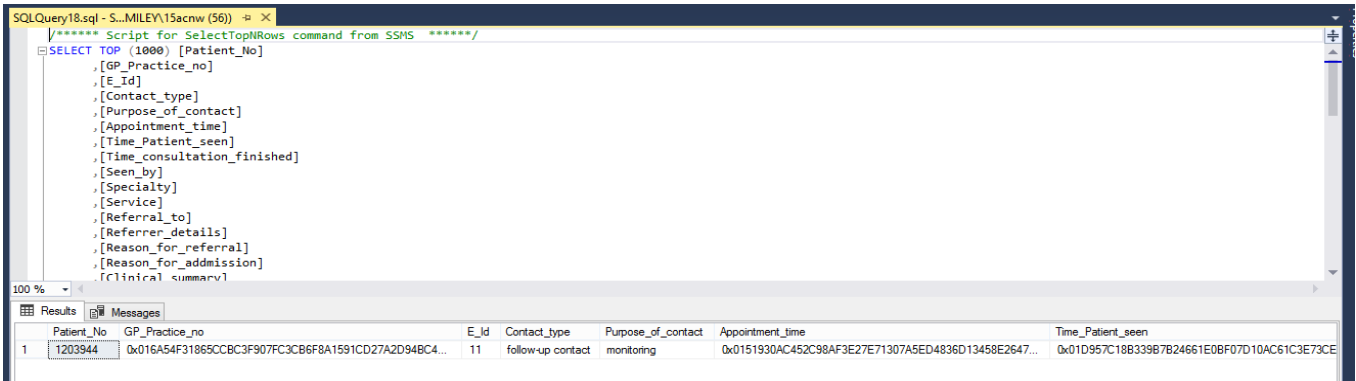 SQLQuery18.sql - S...MILEY\15acnw (56))
/****** Script for SelectTopNRows command from SSMS ******/
SELECT TOP (1000) [Patient_No]
,[GP_Practice_no]
,[E_Id]
,[Contact_type]
,[Purpose_of_contact]
,[Appointment_time]
,[Time_Patient_seen]
,[Time_consultation_finished]
,[Seen_by]
,[Specialty]
,[Service]
,[Referral_to]
,[Referrer_details]
,[Reason_for_referral]
,[Reason_for_addmission]
,[Clinical_summary]
100 %
Results Messages
Patient_No GP_Practice_no E_Id Contact_type Purpose_of_contact Appointment_time Time_Patient_seen
1 1203944 0x016A54F31865CCBC3F907FC3CB6F8A1591CD27A2D94BC4... 11 follow-up contact monitoring 0x0151930AC452C98AF3E27E71307A5ED4836D13458E2647... 0x01D957C18B339B7B24661E0BF07D10AC61C3E73CE